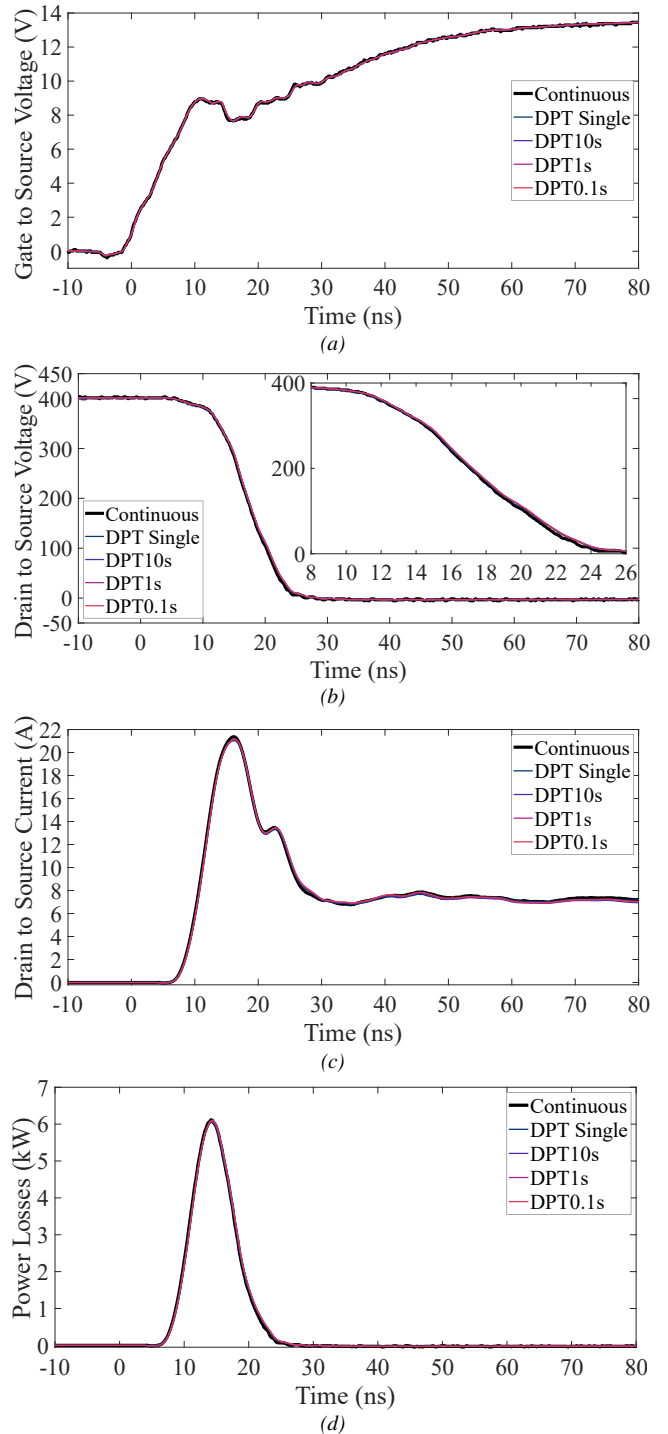 14
12
10
8
6
4
2
0
-10 0 10 20 30 40 50 60 70 80
Gate to Source Voltage (V)
Continuous
DPT Single
DPT10s
DPT1s
DPT0.1s
Time (ns)
(a)
450
400
300
200
100
0
-50
-10 0 10 20 30 40 50 60 70 80
Drain to Source Voltage (V)
400
200
0
8 10 12 14 16 18 20 22 24 26
Continuous
DPT Single
DPT10s
DPT1s
DPT0.1s
Time (ns)
(b)
22
20
18
16
14
12
10
8
6
4
2
0
-10 0 10 20 30 40 50 60 70 80
Drain to Source Current (A)
Continuous
DPT Single
DPT10s
DPT1s
DPT0.1s
Time (ns)
(c)
7
6
5
4
3
2
1
0
-10 0 10 20 30 40 50 60 70 80
Power Losses (kW)
Continuous
DPT Single
DPT10s
DPT1s
DPT0.1s
Time (ns)
(d)